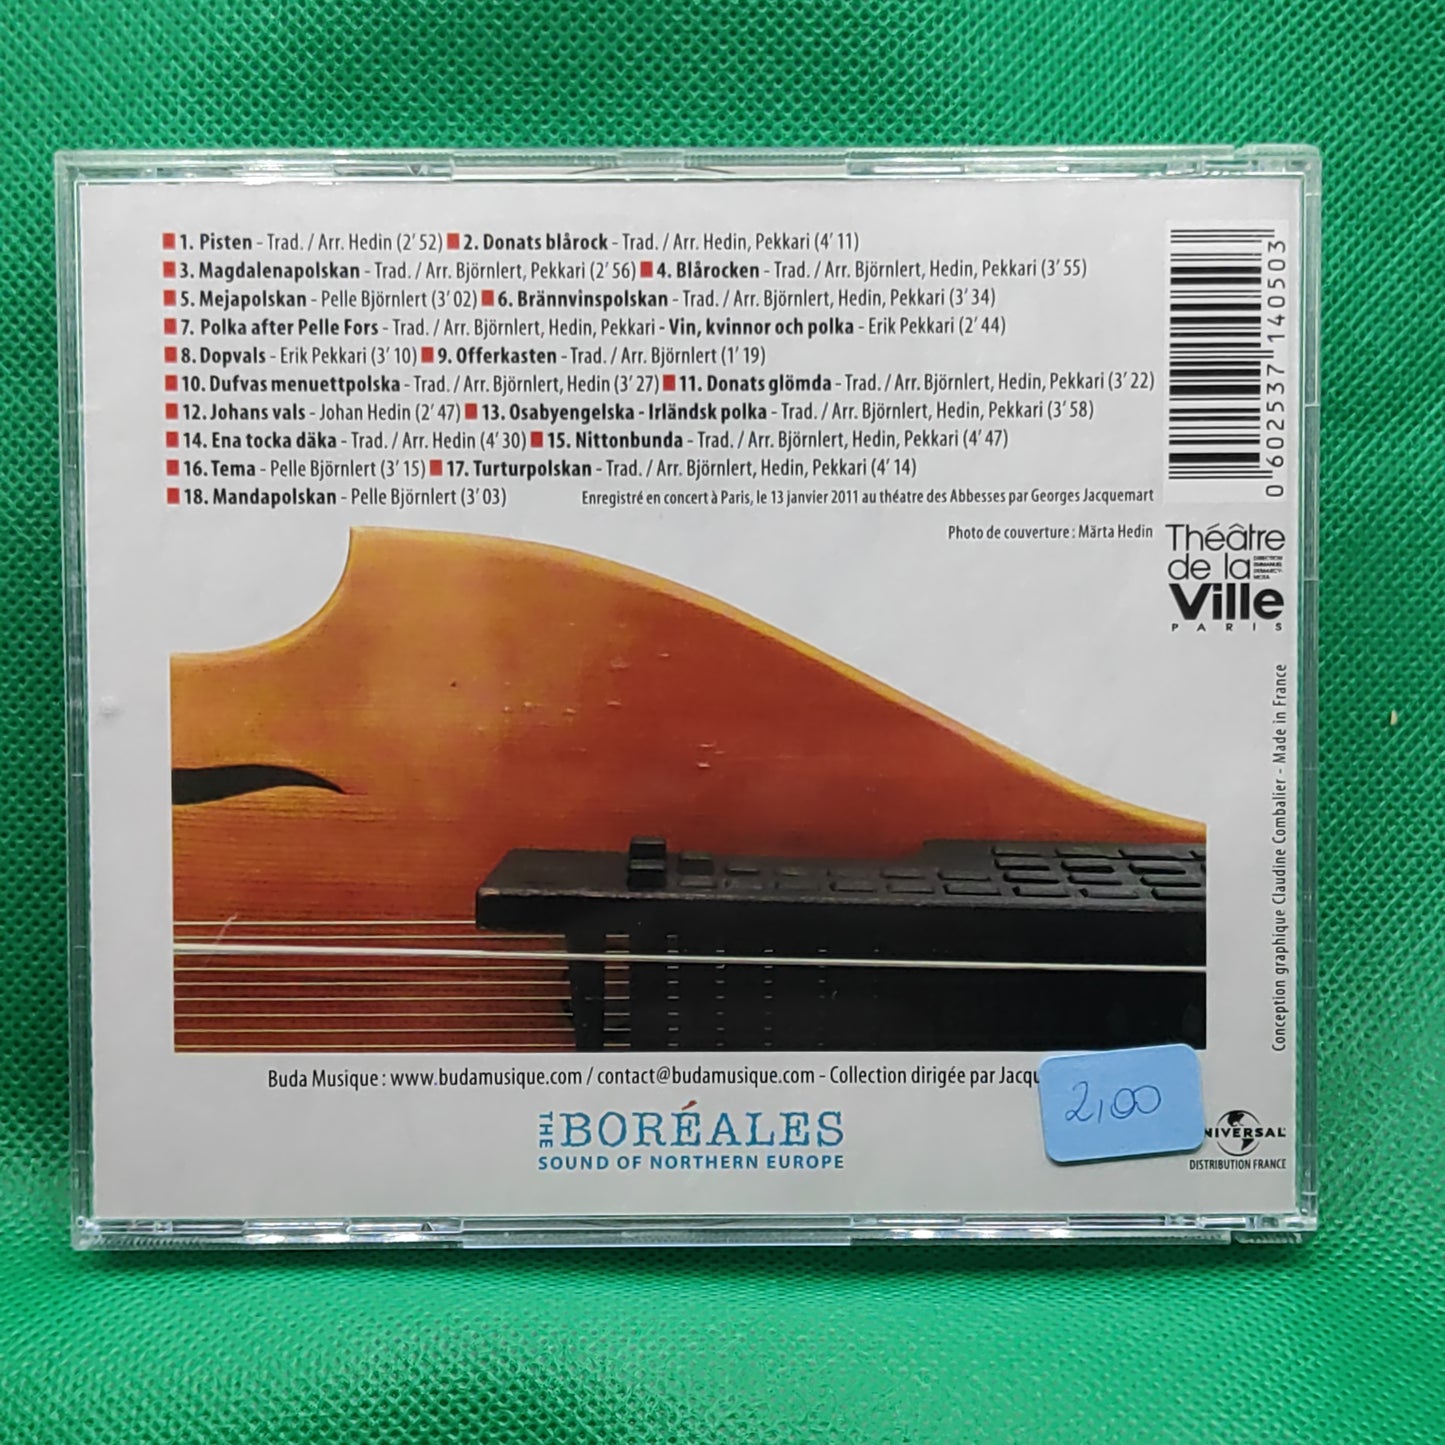 1. Pisten - Trad. / Arr. Hedin (2' 52) 2. Donats blårock - Trad. / Arr. Hedin, Pekkari (4' 11)
3. Magdalenapolskan - Trad. / Arr. Björnlert, Pekkari (2' 56) 4. Blårocken - Trad. / Arr. Björnlert, Hedin, Pekkari (3' 55)
5. Mejapolskan - Pelle Björnlert (3' 02) 6. Brännvinspolskan - Trad. / Arr. Björnlert, Hedin, Pekkari (3' 34)
7. Polka after Pelle Fors - Trad. / Arr. Björnlert, Hedin, Pekkari - Vin, kvinnor och polka - Erik Pekkari (2' 44)
8. Dopvals - Erik Pekkari (3' 10) 9. Offerkasten - Trad. / Arr. Björnlert (1' 19)
10. Dufvas menuettpolska - Trad. / Arr. Björnlert, Hedin (3' 27) 11. Donats glömda - Trad. / Arr. Björnlert, Hedin, Pekkari (3' 22)
12. Johans vals - Johan Hedin (2' 47) 13. Osabyengelska - Irländsk polka - Trad. / Arr. Björnlert, Hedin, Pekkari (3' 58)
14. Ena tocka däka - Trad. / Arr. Hedin (4' 30) 15. Nittonbunda - Trad. / Arr. Björnlert, Hedin, Pekkari (4' 47)
16. Tema - Pelle Björnlert (3' 15) 17. Turturpolskan - Trad. / Arr. Björnlert, Hedin, Pekkari (4' 14)
18. Mandapolskan - Pelle Björnlert (3' 03)
Enregistré en concert à Paris, le 13 janvier 2011 au théatre des Abbesses par Georges Jacquemart
Photo de couverture : Märta Hedin
0 602537 140503
Théâtre
de la
DIRECTION
EMMANUEL
DEMARCY-
MOTA
Ville
PARIS
Conception graphique Claudine Combalier - Made in France
Buda Musique : www.budamusique.com / contact@budamusique.com - Collection dirigée par Jacqu
2,00
THE BORÉALES
SOUND OF NORTHERN EUROPE
NIVERSAL
DISTRIBUTION FRANCE